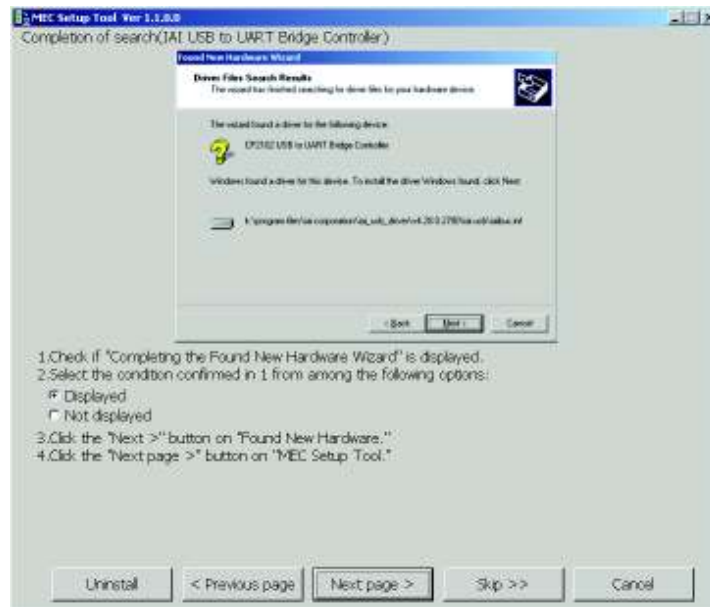 MEC Setup Tool Ver 1.1.0.0
Completion of search(IAI USB to UART Bridge Controller)
Found New Hardware Wizard
Driver Files Search Results
The wizard has finished searching for driver files for your hardware device.
The wizard found a driver for the following device:
CP2102 USB to UART Bridge Controller
Windows found a driver for this device. To install the driver Windows found, click Next.
< Back
Next >
Cancel
1.Check if "Completing the Found New Hardware Wizard" is displayed.
2.Select the condition confirmed in 1 from among the following options:
Displayed
Not displayed
3.Click the "Next >" button on "Found New Hardware."
4.Click the "Next page >" button on "MEC Setup Tool."
Uninstall
< Previous page
Next page >
Skip >>
Cancel